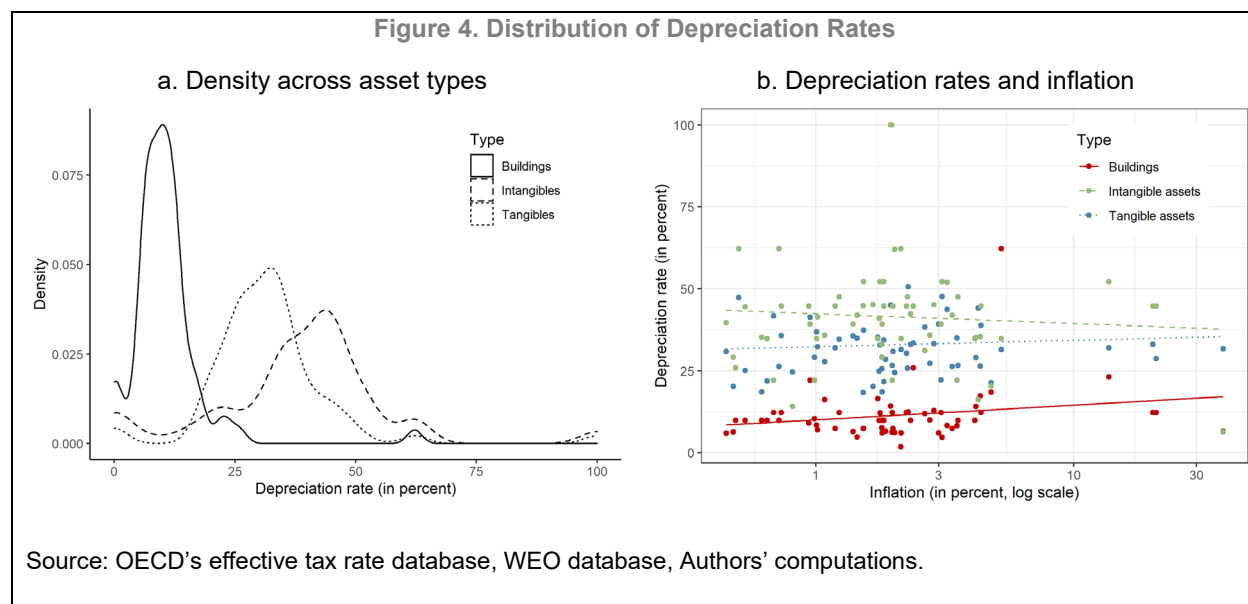 Figure 4. Distribution of Depreciation Rates
a. Density across asset types
b. Depreciation rates and inflation
Density
0.075
0.050
0.025
0.000
Type
Buildings
Intangibles
Tangibles
0
25
50
75
100
Depreciation rate (in percent)
Depreciation rate (in percent)
100
75
50
25
0
Type
Buildings
Intangible assets
Tangible assets
1
3
10
30
Inflation (in percent, log scale)
Source: OECD's effective tax rate database, WEO database, Authors' computations.